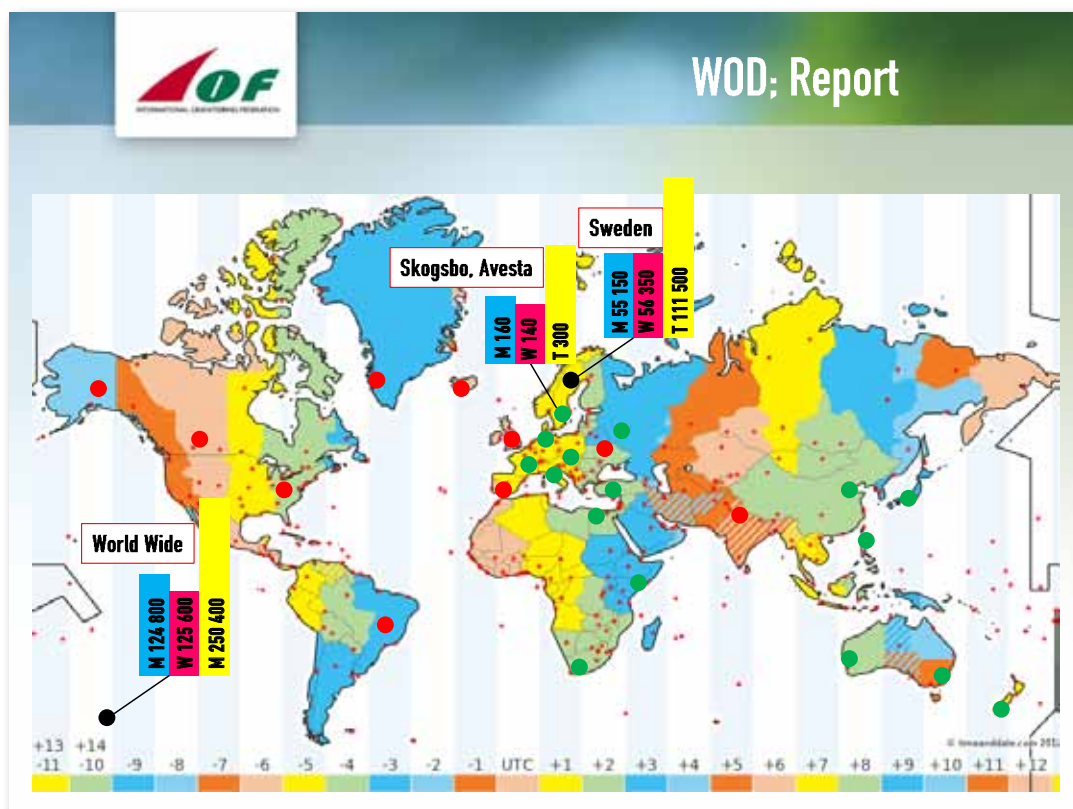 IOF
INTERNATIONAL ORIENTEERING FEDERATION
WOD; Report
Sweden
Skogsbo, Avesta
M 55 150
W 56 350
T 111 500
M 160
W 140
T 300
World Wide
M 124 800
W 125 600
M 250 400
+13 +14
-11 -10 -9 -8 -7 -6 -5 -4 -3 -2 -1 UTC +1 +2 +3 +4 +5 +6 +7 +8 +9 +10 +11 +12
© timeanddate.com